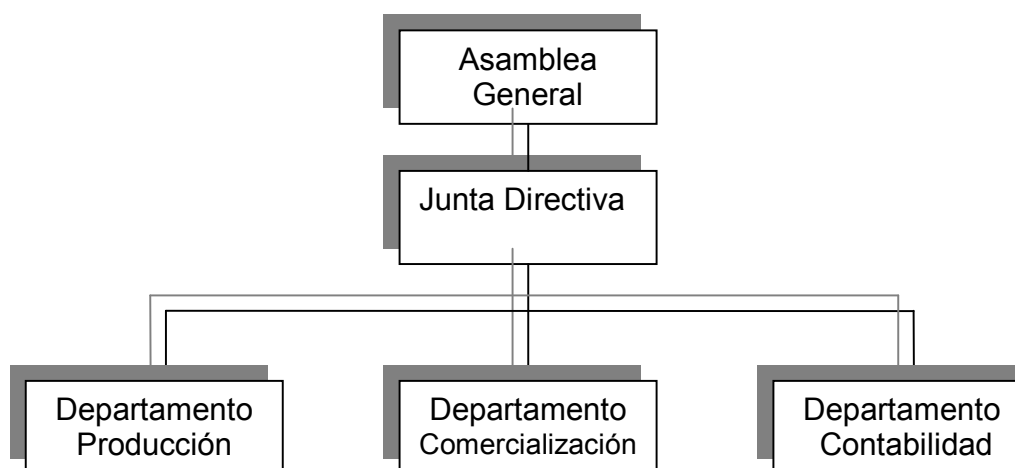 Asamblea
General
Junta Directiva
Departamento
Producción
Departamento
Comercialización
Departamento
Contabilidad